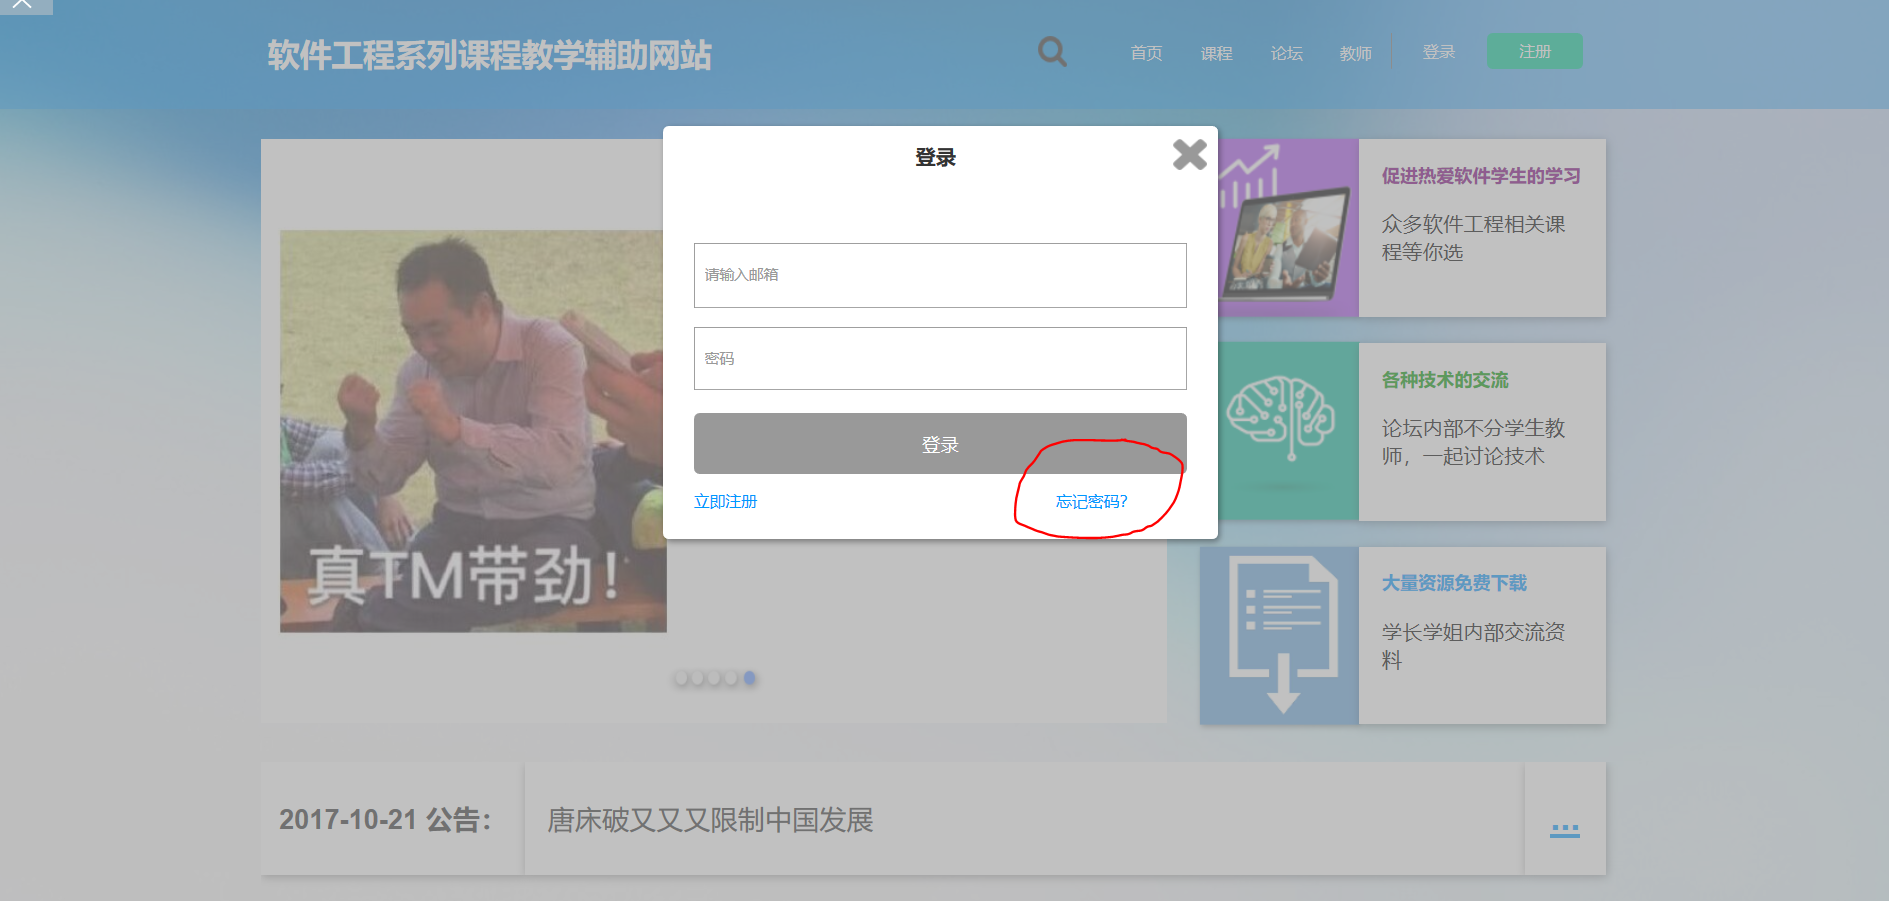 软件工程系列课程教学辅助网站
首页 课程 论坛 教师 登录 注册
登录
请输入邮箱
密码
登录
立即注册 忘记密码?
真TM带劲!
促进热爱软件学生的学习
众多软件工程相关课
程等你选
各种技术的交流
论坛内部不分学生教
师，一起讨论技术
大量资源免费下载
学长学姐内部交流资
料
2017-10-21 公告：
唐床破又又又限制中国发展
...